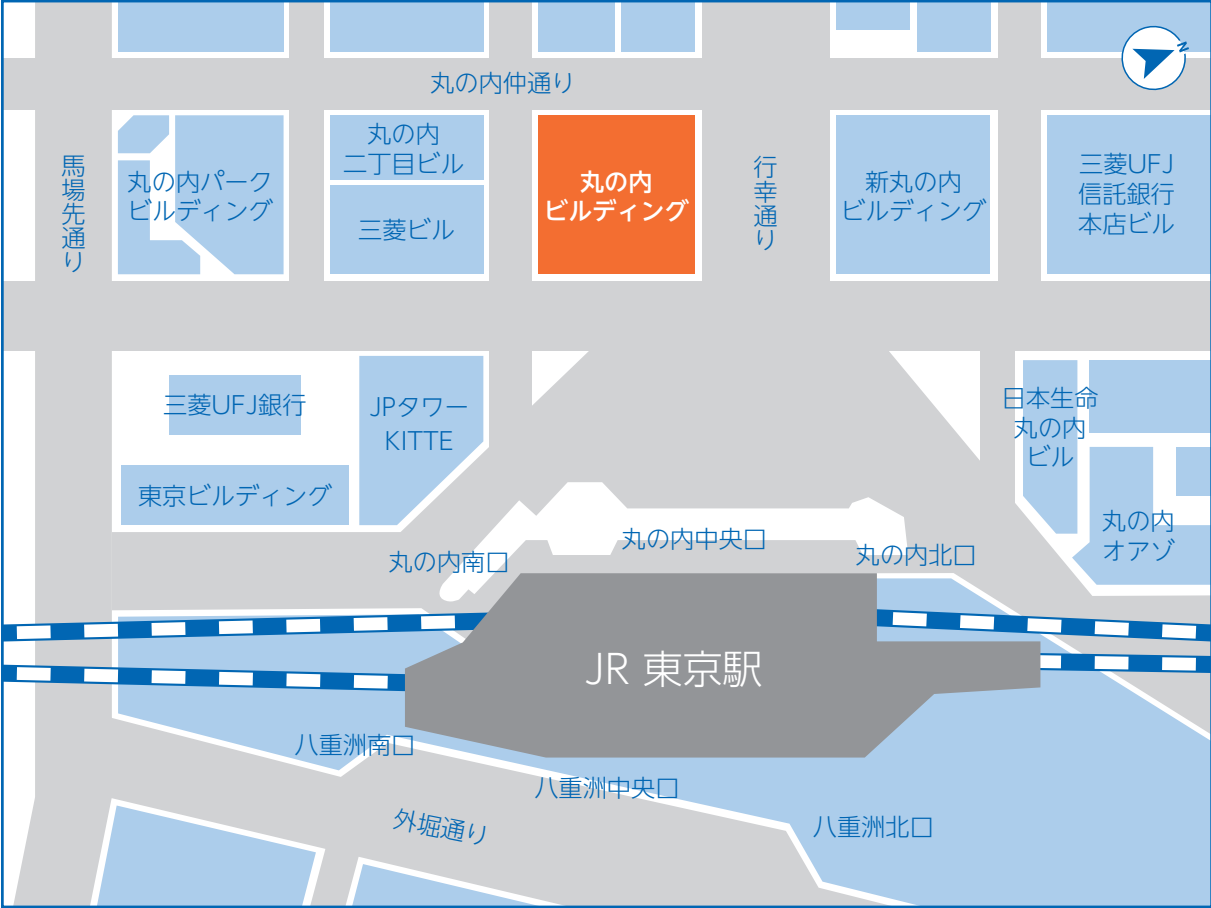 N
丸の内仲通り
馬場先通り
丸の内パーク
ビルディング
丸の内
二丁目ビル
三菱ビル
丸の内
ビルディング
行幸通り
新丸の内
ビルディング
三菱UFJ
信託銀行
本店ビル
三菱UFJ銀行
JPタワー
KITTE
東京ビルディング
日本生命
丸の内
ビル
丸の内
オアゾ
丸の内南口
丸の内中央口
丸の内北口
JR 東京駅
八重洲南口
八重洲中央口
八重洲北口
外堀通り